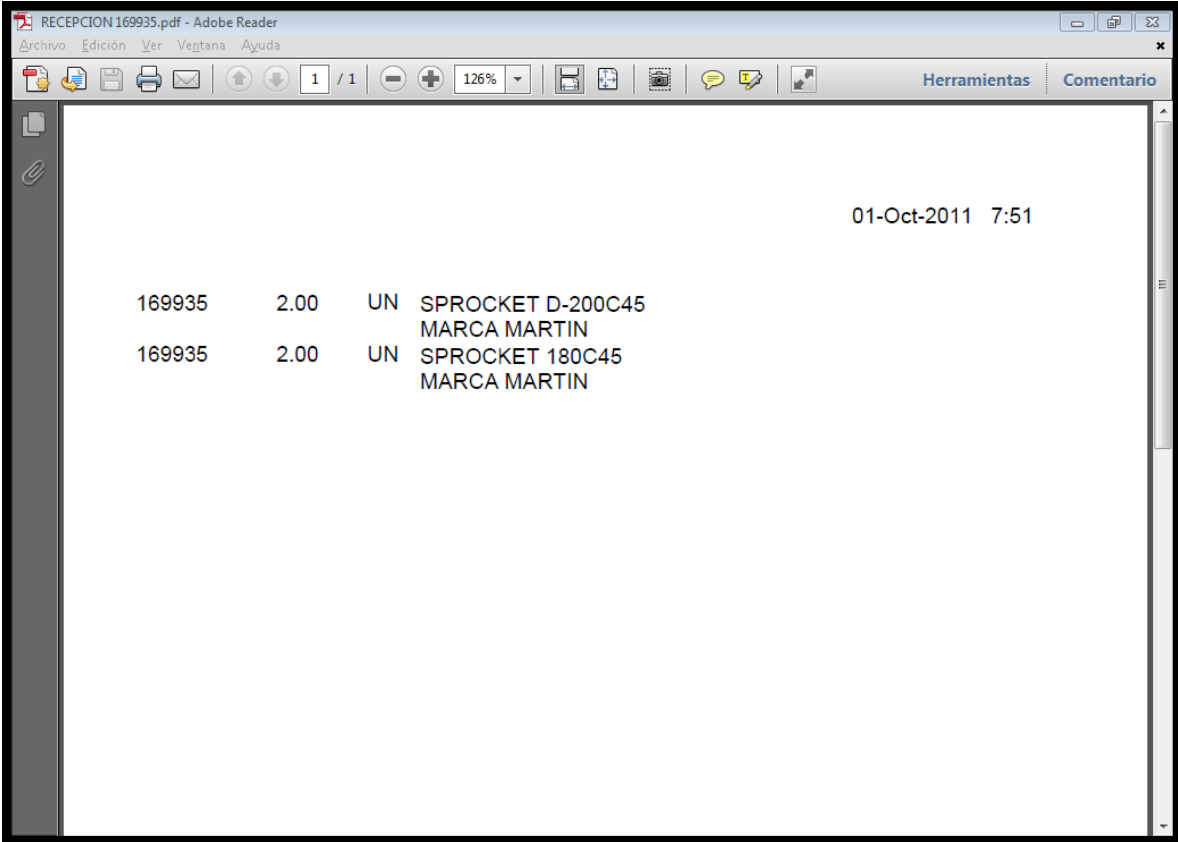 RECEPCION 169935.pdf - Adobe Reader
Archivo Edición Ver Ventana Ayuda
1 / 1 126% Herramientas Comentario
01-Oct-2011 7:51
169935 2.00 UN SPROCKET D-200C45
MARCA MARTIN
169935 2.00 UN SPROCKET 180C45
MARCA MARTIN